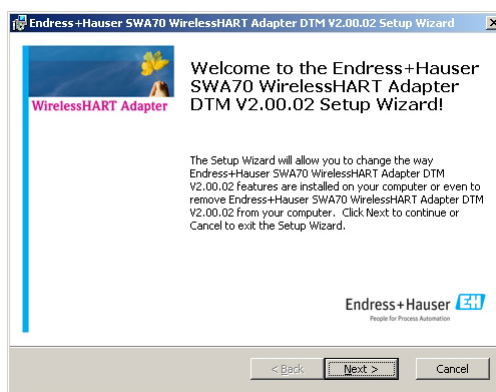 Endress+Hauser SWA70 WirelessHART Adapter DTM V2.00.02 Setup Wizard
WirelessHART Adapter
Welcome to the Endress+Hauser
SWA70 WirelessHART Adapter
DTM V2.00.02 Setup Wizard!
The Setup Wizard will allow you to change the way
Endress+Hauser SWA70 WirelessHART Adapter DTM
V2.00.02 features are installed on your computer or even to
remove Endress+Hauser SWA70 WirelessHART Adapter DTM
V2.00.02 from your computer.  Click Next to continue or
Cancel to exit the Setup Wizard.
Endress+Hauser EH
People for Process Automation
< Back Next > Cancel